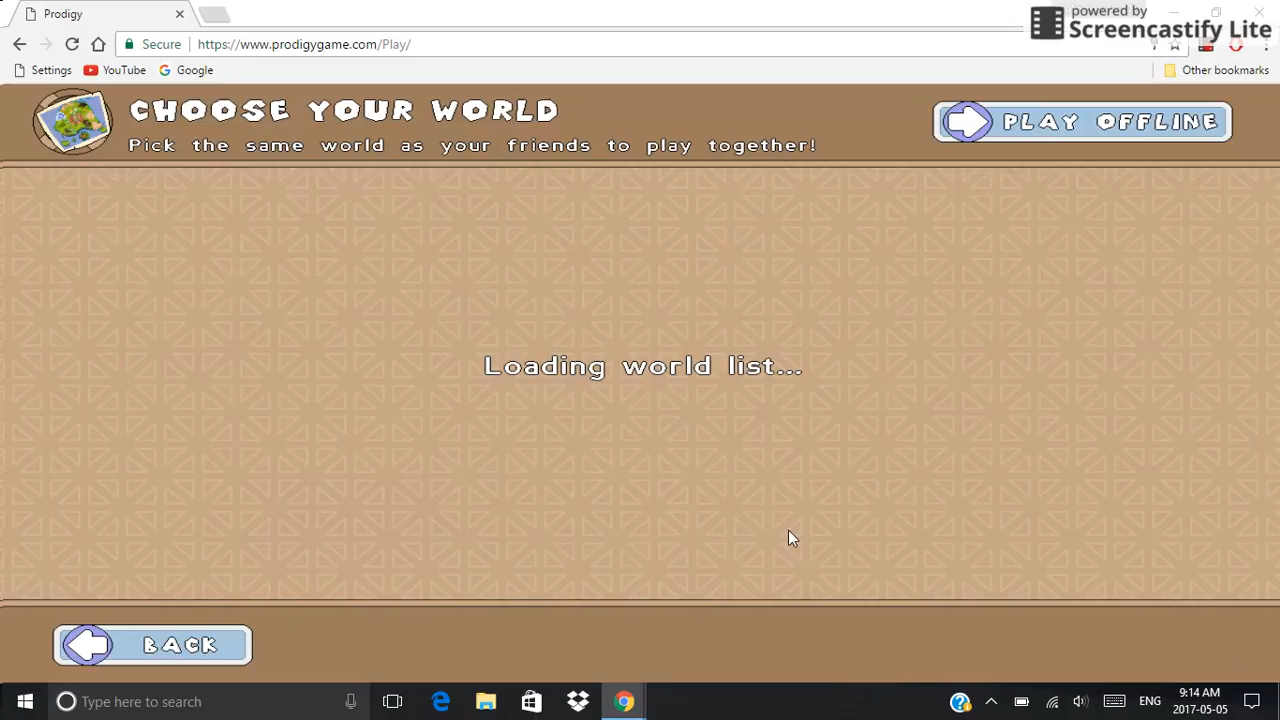 Prodigy
powered by
Screencastify Lite
Secure https://www.prodigygame.com/Play/
Settings YouTube Google Other bookmarks
CHOOSE YOUR WORLD
Pick the same world as your friends to play together!
PLAY OFFLINE
Loading world list...
BACK
Type here to search
ENG
9:14 AM
2017-05-05